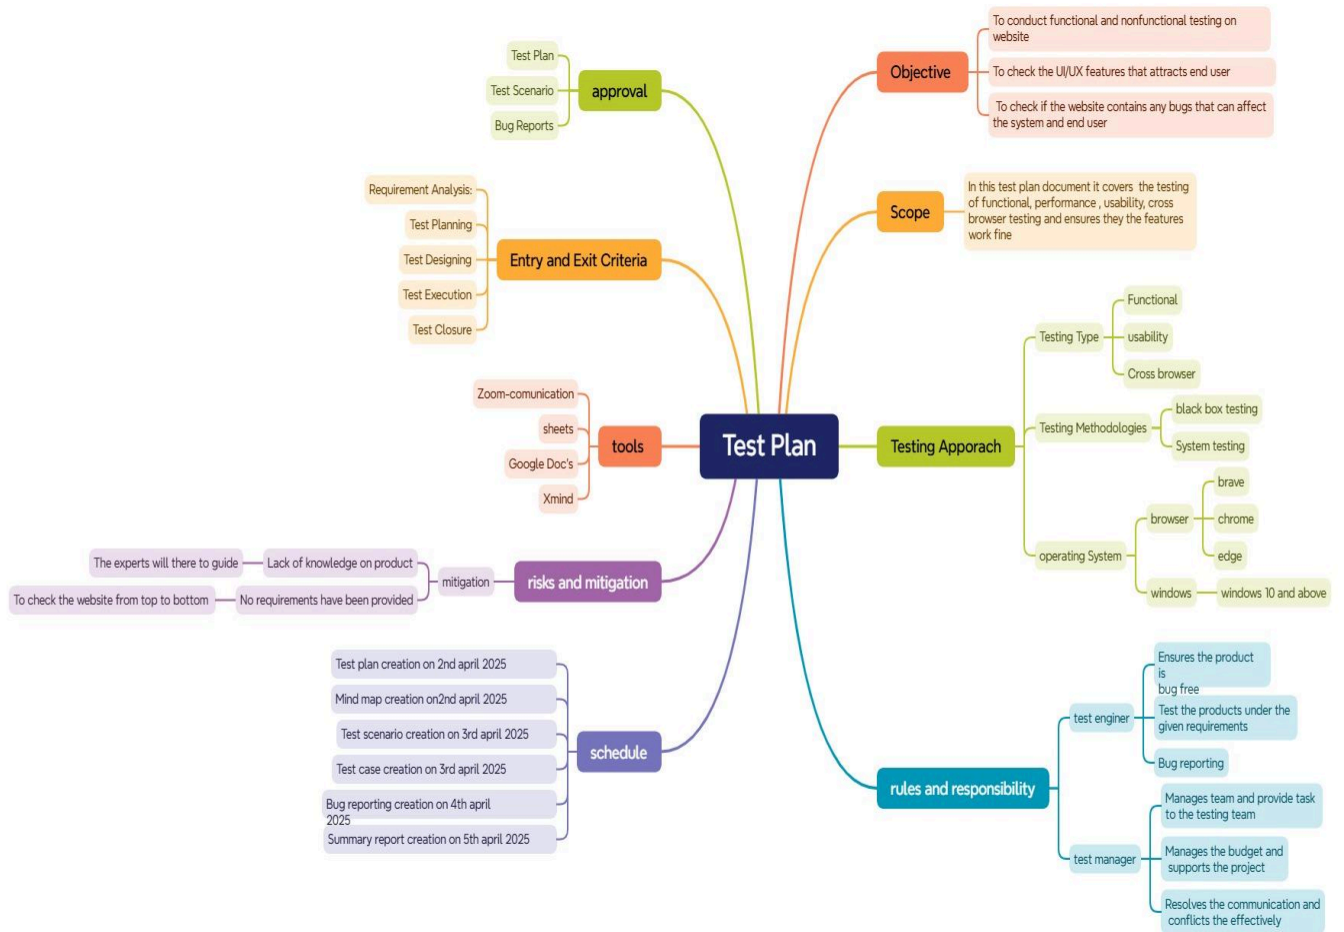 Test Plan
Objective
To conduct functional and nonfunctional testing on
website
To check the UI/UX features that attracts end user
To check if the website contains any bugs that can affect
the system and end user
Scope
In this test plan document it covers the testing
of functional, performance , usability, cross
browser testing and ensures they the features
work fine
Testing Apporach
Testing Type
Functional
usability
Cross browser
Testing Methodologies
black box testing
System testing
operating System
browser
brave
chrome
edge
windows
windows 10 and above
rules and responsibility
test enginer
Ensures the product
is
bug free
Test the products under the
given requirements
Bug reporting
test manager
Manages team and provide task
to the testing team
Manages the budget and
supports the project
Resolves the communication and
conflicts the effectively
approval
Test Plan
Test Scenario
Bug Reports
Entry and Exit Criteria
Requirement Analysis:
Test Planning
Test Designing
Test Execution
Test Closure
tools
Zoom-comunication
sheets
Google Doc's
Xmind
risks and mitigation
mitigation
Lack of knowledge on product
The experts will there to guide
No requirements have been provided
To check the website from top to bottom
schedule
Test plan creation on 2nd april 2025
Mind map creation on2nd april 2025
Test scenario creation on 3rd april 2025
Test case creation on 3rd april 2025
Bug reporting creation on 4th april
2025
Summary report creation on 5th april 2025